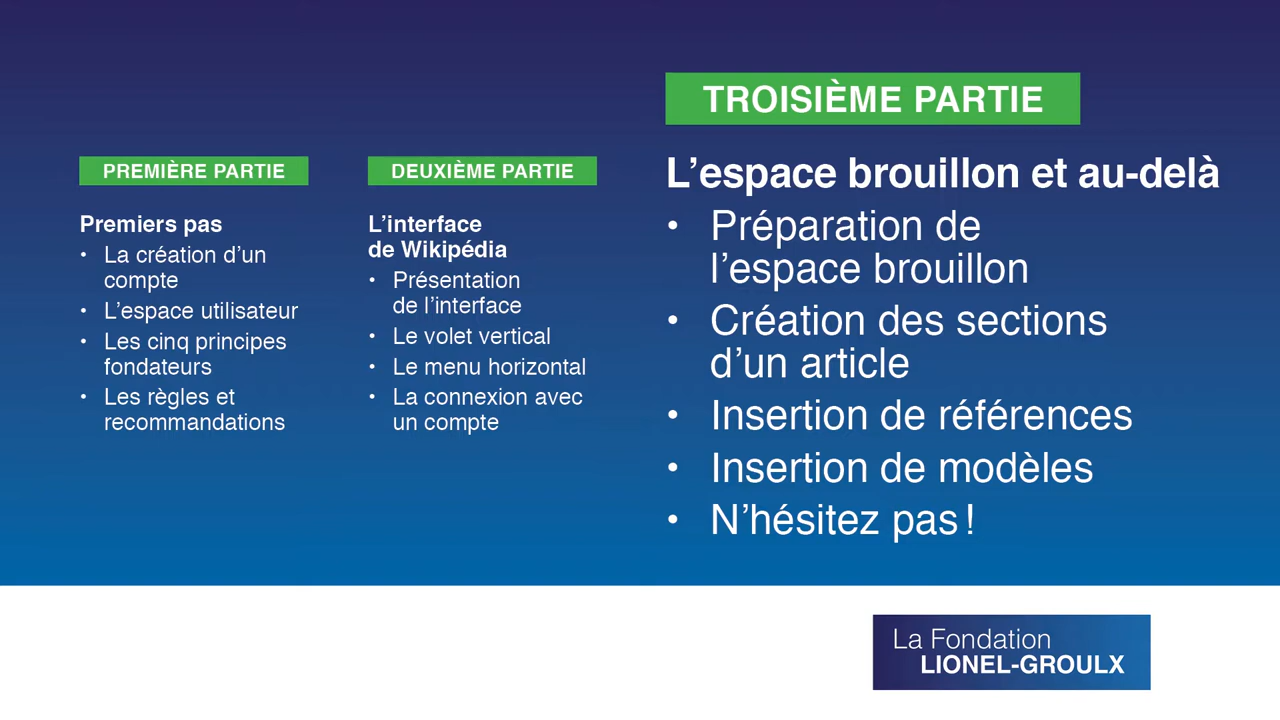 PREMIÈRE PARTIE
Premiers pas
• La création d’un
compte
• L’espace utilisateur
• Les cinq principes
fondateurs
• Les règles et
recommandations
DEUXIÈME PARTIE
L’interface
de Wikipédia
• Présentation
de l’interface
• Le volet vertical
• Le menu horizontal
• La connexion avec
un compte
TROISIÈME PARTIE
L’espace brouillon et au-delà
• Préparation de
l’espace brouillon
• Création des sections
d’un article
• Insertion de références
• Insertion de modèles
• N’hésitez pas !
La Fondation
LIONEL-GROULX